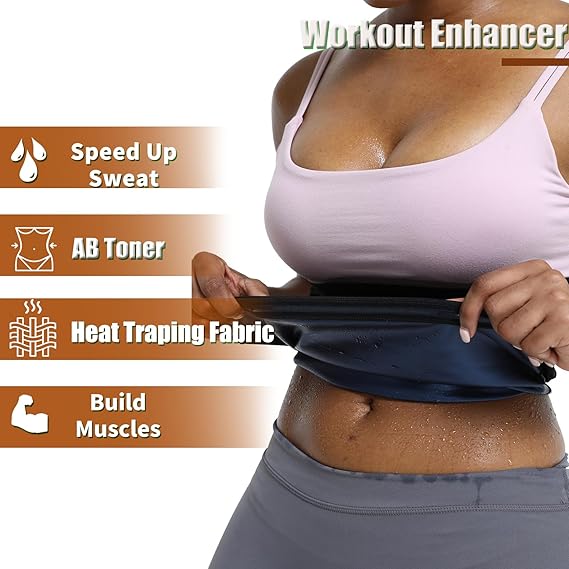 Workout Enhancer
Speed Up
Sweat
AB Toner
Heat Traping Fabric
Build
Muscles